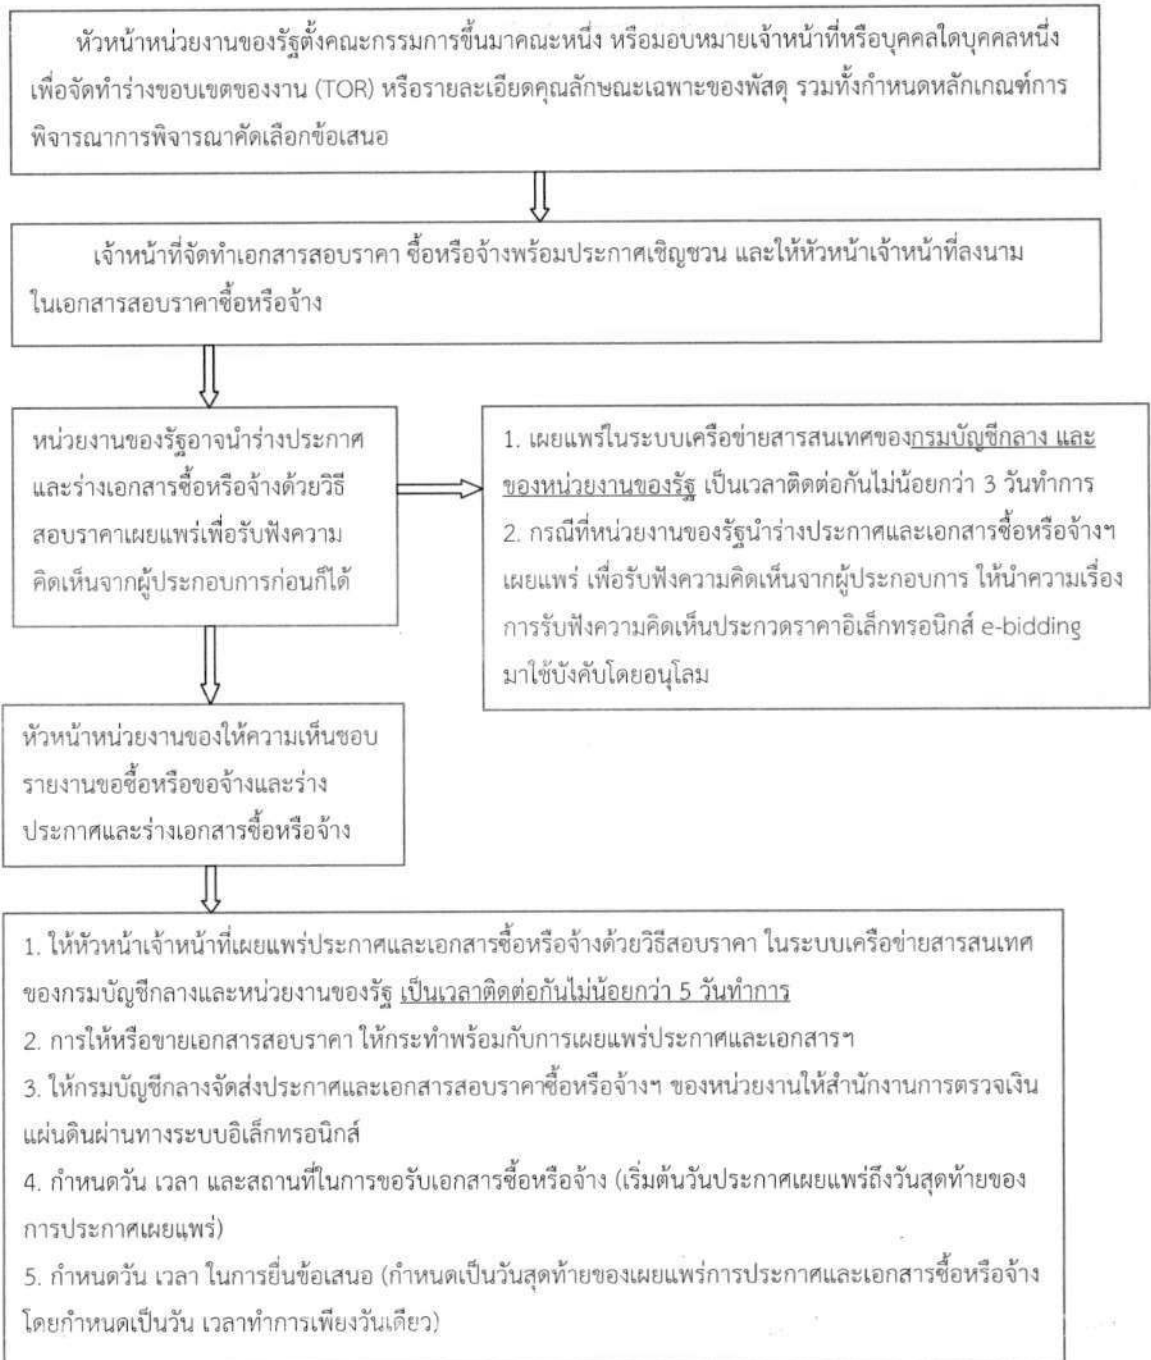 หัวหน้าหน่วยงานของรัฐตั้งคณะกรรมการขึ้นมาคณะหนึ่ง หรือมอบหมายเจ้าหน้าที่หรือบุคคลใดบุคคลหนึ่ง
เพื่อจัดทำร่างขอบเขตของงาน (TOR) หรือรายละเอียดคุณลักษณะเฉพาะของพัสดุ รวมทั้งกำหนดหลักเกณฑ์การ
พิจารณาการพิจารณาคัดเลือกข้อเสนอ
เจ้าหน้าที่จัดทำเอกสารสอบราคา ซื้อหรือจ้างพร้อมประกาศเชิญชวน และให้หัวหน้าเจ้าหน้าที่ลงนาม
ในเอกสารสอบราคาซื้อหรือจ้าง
หน่วยงานของรัฐอาจนำร่างประกาศ
และร่างเอกสารซื้อหรือจ้างด้วยวิธี
สอบราคาเผยแพร่เพื่อรับฟังความ
คิดเห็นจากผู้ประกอบการก่อนก็ได้
1. เผยแพร่ในระบบเครือข่ายสารสนเทศของกรมบัญชีกลาง และ
ของหน่วยงานของรัฐ เป็นเวลาติดต่อกันไม่น้อยกว่า 3 วันทำการ
2. กรณีที่หน่วยงานของรัฐนำร่างประกาศและเอกสารซื้อหรือจ้างฯ
เผยแพร่ เพื่อรับฟังความคิดเห็นจากผู้ประกอบการ ให้นำความเรื่อง
การรับฟังความคิดเห็นประกวดราคาอิเล็กทรอนิกส์ e-bidding
มาใช้บังคับโดยอนุโลม
หัวหน้าหน่วยงานของให้ความเห็นชอบ
รายงานขอซื้อหรือขอจ้างและร่าง
ประกาศและร่างเอกสารซื้อหรือจ้าง
1. ให้หัวหน้าเจ้าหน้าที่เผยแพร่ประกาศและเอกสารซื้อหรือจ้างด้วยวิธีสอบราคา ในระบบเครือข่ายสารสนเทศ
ของกรมบัญชีกลางและหน่วยงานของรัฐ เป็นเวลาติดต่อกันไม่น้อยกว่า 5 วันทำการ
2. การให้หรือขายเอกสารสอบราคา ให้กระทำพร้อมกับการเผยแพร่ประกาศและเอกสารฯ
3. ให้กรมบัญชีกลางจัดส่งประกาศและเอกสารสอบราคาซื้อหรือจ้างฯ ของหน่วยงานให้สำนักงานการตรวจเงิน
แผ่นดินผ่านทางระบบอิเล็กทรอนิกส์
4. กำหนดวัน เวลา และสถานที่ในการขอรับเอกสารซื้อหรือจ้าง (เริ่มต้นวันประกาศเผยแพร่ถึงวันสุดท้ายของ
การประกาศเผยแพร่)
5. กำหนดวัน เวลา ในการยื่นข้อเสนอ (กำหนดเป็นวันสุดท้ายของเผยแพร่การประกาศและเอกสารซื้อหรือจ้าง
โดยกำหนดเป็นวัน เวลาทำการเพียงวันเดียว)